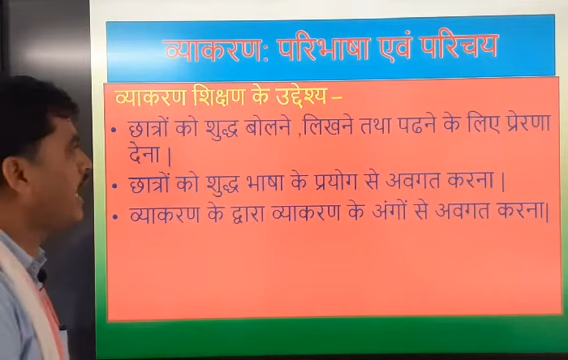 व्याकरण: परिभाषा एवं परिचय
व्याकरण शिक्षण के उद्देश्य –
• छात्रों को शुद्ध बोलने ,लिखने तथा पढने के लिए प्रेरणा
देना |
• छात्रों को शुद्ध भाषा के प्रयोग से अवगत करना |
• व्याकरण के द्वारा व्याकरण के अंगों से अवगत करना|